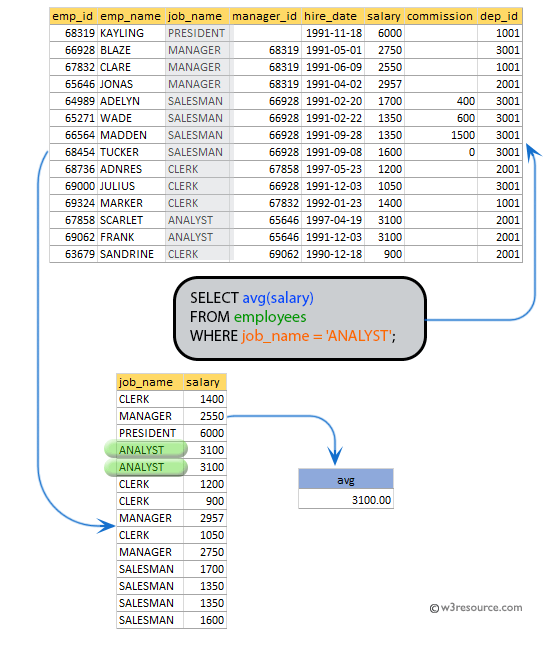 emp_id emp_name job_name manager_id hire_date salary commission dep_id
68319 KAYLING PRESIDENT 1991-11-18 6000 1001
66928 BLAZE MANAGER 68319 1991-05-01 2750 3001
67832 CLARE MANAGER 68319 1991-06-09 2550 1001
65646 JONAS MANAGER 68319 1991-04-02 2957 2001
64989 ADELYN SALESMAN 66928 1991-02-20 1700 400 3001
65271 WADE SALESMAN 66928 1991-02-22 1350 600 3001
66564 MADDEN SALESMAN 66928 1991-09-28 1350 1500 3001
68454 TUCKER SALESMAN 66928 1991-09-08 1600 0 3001
68736 ADNRES CLERK 67858 1997-05-23 1200 2001
69000 JULIUS CLERK 66928 1991-12-03 1050 3001
69324 MARKER CLERK 67832 1992-01-23 1400 1001
67858 SCARLET ANALYST 65646 1997-04-19 3100 2001
69062 FRANK ANALYST 65646 1991-12-03 3100 2001
63679 SANDRINE CLERK 69062 1990-12-18 900 2001
SELECT avg(salary)
FROM employees
WHERE job_name = 'ANALYST';
job_name salary
CLERK 1400
MANAGER 2550
PRESIDENT 6000
ANALYST 3100
ANALYST 3100
CLERK 1200
CLERK 900
MANAGER 2957
CLERK 1050
MANAGER 2750
SALESMAN 1700
SALESMAN 1350
SALESMAN 1350
SALESMAN 1600
avg
3100.00
© w3resource.com